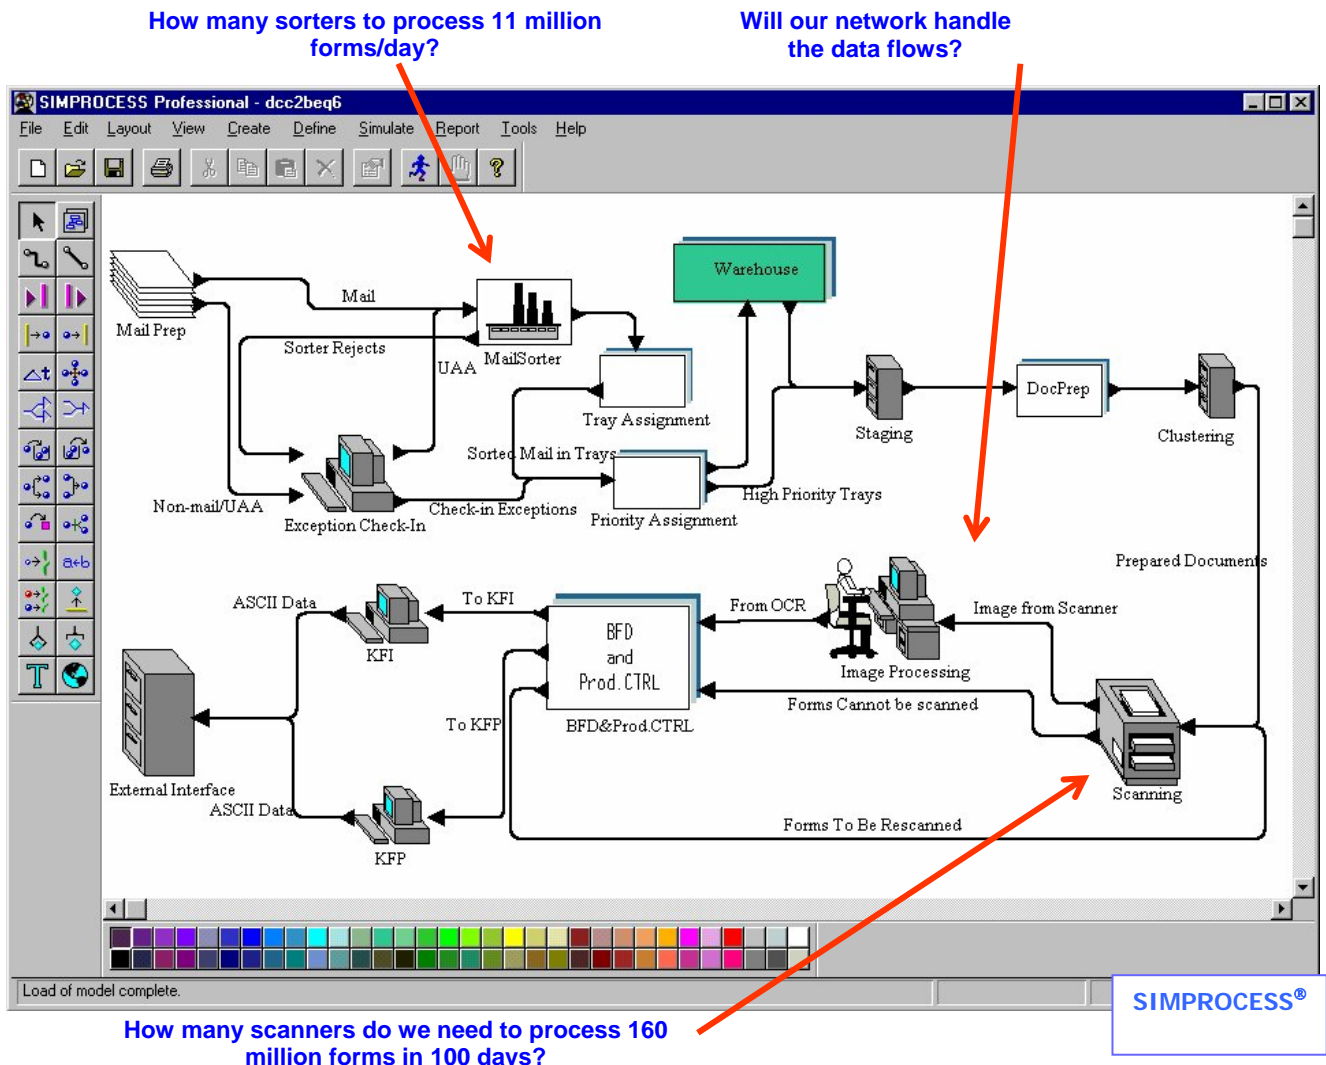 How many sorters to process 11 million
forms/day?
Will our network handle
the data flows?
SIMPROCESS Professional - dcc2beq6
File Edit Layout View Create Define Simulate Report Tools Help
Warehouse
Mail
Mail Prep
Sorter Rejects
UAA
MailSorter
Tray Assignment
DocPrep
Staging
Clustering
Sorted Mail in Trays
Non-mail/UAA
Exception Check-In
Check-in Exceptions
High Priority Trays
Priority Assignment
Prepared Documents
ASCII Data
To KFI
From OCR
Image from Scanner
KFI
BFD
and
Prod.CTRL
Image Processing
Forms Cannot be scanned
To KFP
BFD&Prod.CTRL
External Interface
Scanning
ASCII Data
Forms To Be Rescanned
KFP
Δt
a←b
T
Load of model complete.
SIMPROCESS®
How many scanners do we need to process 160
million forms in 100 days?